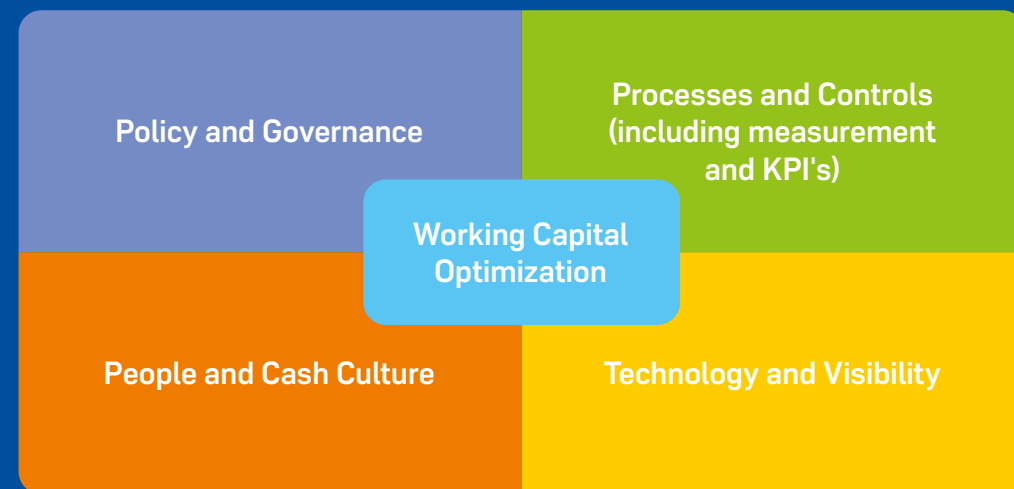 Policy and Governance
Processes and Controls
(including measurement
and KPI's)
Working Capital
Optimization
People and Cash Culture
Technology and Visibility